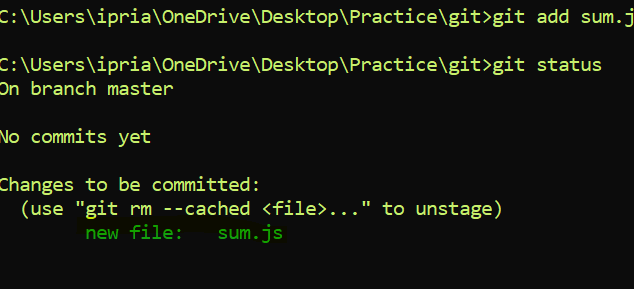 C:\Users\ipria\OneDrive\Desktop\Practice\git>git add sum.j
C:\Users\ipria\OneDrive\Desktop\Practice\git>git status
On branch master
No commits yet
Changes to be committed:
  (use "git rm --cached <file>..." to unstage)
        new file:   sum.js